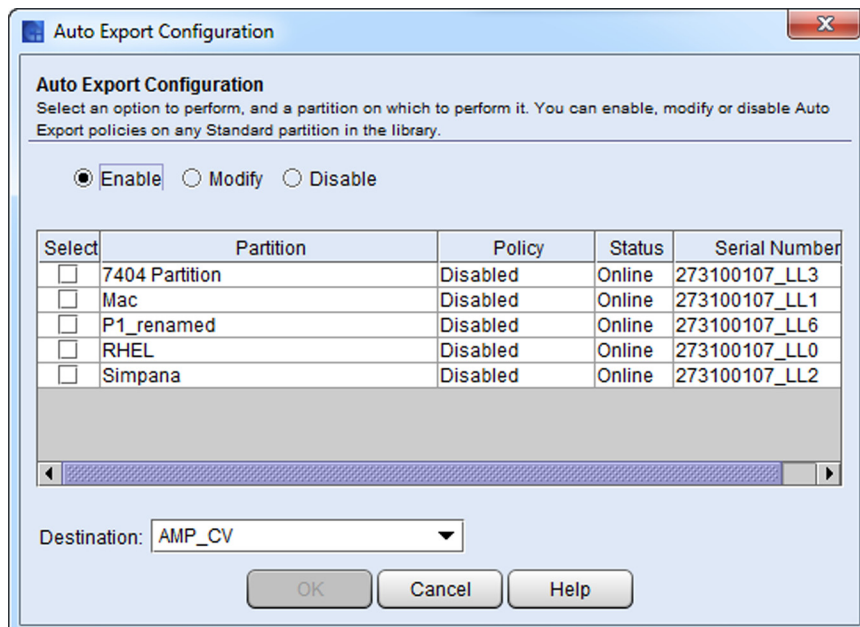 Auto Export Configuration
Auto Export Configuration
Select an option to perform, and a partition on which to perform it. You can enable, modify or disable Auto
Export policies on any Standard partition in the library.
Enable Modify Disable
Select Partition Policy Status Serial Number
7404 Partition Disabled Online 273100107_LL3
Mac Disabled Online 273100107_LL1
P1_renamed Disabled Online 273100107_LL6
RHEL Disabled Online 273100107_LL0
Simpana Disabled Online 273100107_LL2
Destination: AMP_CV
OK Cancel Help